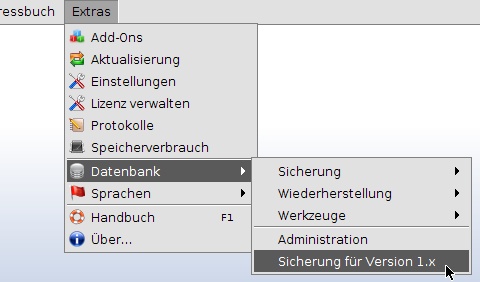 ressbuch Extras
Add-Ons
Aktualisierung
Einstellungen
Lizenz verwalten
Protokolle
Speicherverbrauch
Datenbank
Sprachen
Handbuch F1
Über...
Sicherung
Wiederherstellung
Werkzeuge
Administration
Sicherung für Version 1.x